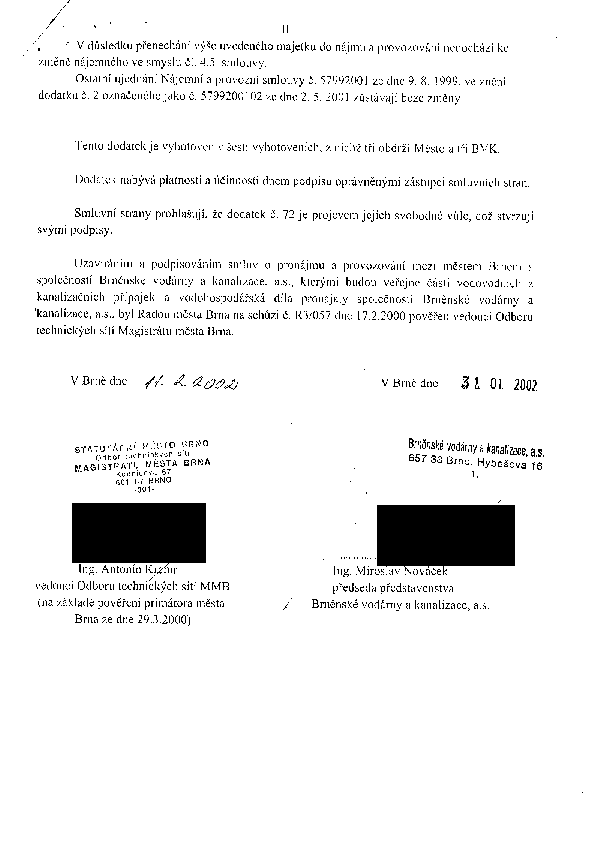 II
V důsledku přenechání výše uvedeného majetku do nájmu a provozování nedochází ke
změně nájemného ve smyslu čl. 4.5. smlouvy.
Ostatní ujednání Nájemní a provozní smlouvy č. 57992001 ze dne 9. 8. 1999, ve znění
dodatku č. 2 označeného jako č. 5799200102 ze dne 2. 5. 2001 zůstávají beze změny
Tento dodatek je vyhotoven v šesti vyhotoveních, z nichž tři obdrží Město a tři BVK.
Dodatek nabývá platnosti a účinnosti dnem podpisu oprávněnými zástupci smluvních stran.
Smluvní strany prohlašují, že dodatek č. 72 je projevem jejich svobodné vůle, což stvrzují
svými podpisy.
Uzavíráním a podpisováním smluv o pronájmu a provozování mezi městem Brnem s
společností Brněnské vodárny a kanalizace, a.s., kterými budou veřejné části vodovodních z
kanalizačních přípojek a vodohospodářská díla pronajaty společnosti Brněnské vodárny a
kanalizace, a.s., byl Radou města Brna na schůzi č. R3/057 dne 17.2.2000 pověřen vedoucí Odboru
technických sítí Magistrátu města Brna.
V Brně dne 11. 2. 2002
V Brně dne 31. 01. 2002
STATUTÁRNÍ MĚSTO BRNO
Odbor technických sítí
MAGISTRÁT MĚSTA BRNA
Kounicova 67
601 67 BRNO
-301-
Brněnské vodárny a kanalizace, a.s.
657 33 Brno, Hybešova 16
1.
Ing. Antonín
vedoucí Odboru technických sítí MMB
(na základě pověření primátora města
Brna ze dne 29.3.2000)
Ing. Miroslav Nováček
předseda představenstva
Brněnské vodárny a kanalizace, a.s.